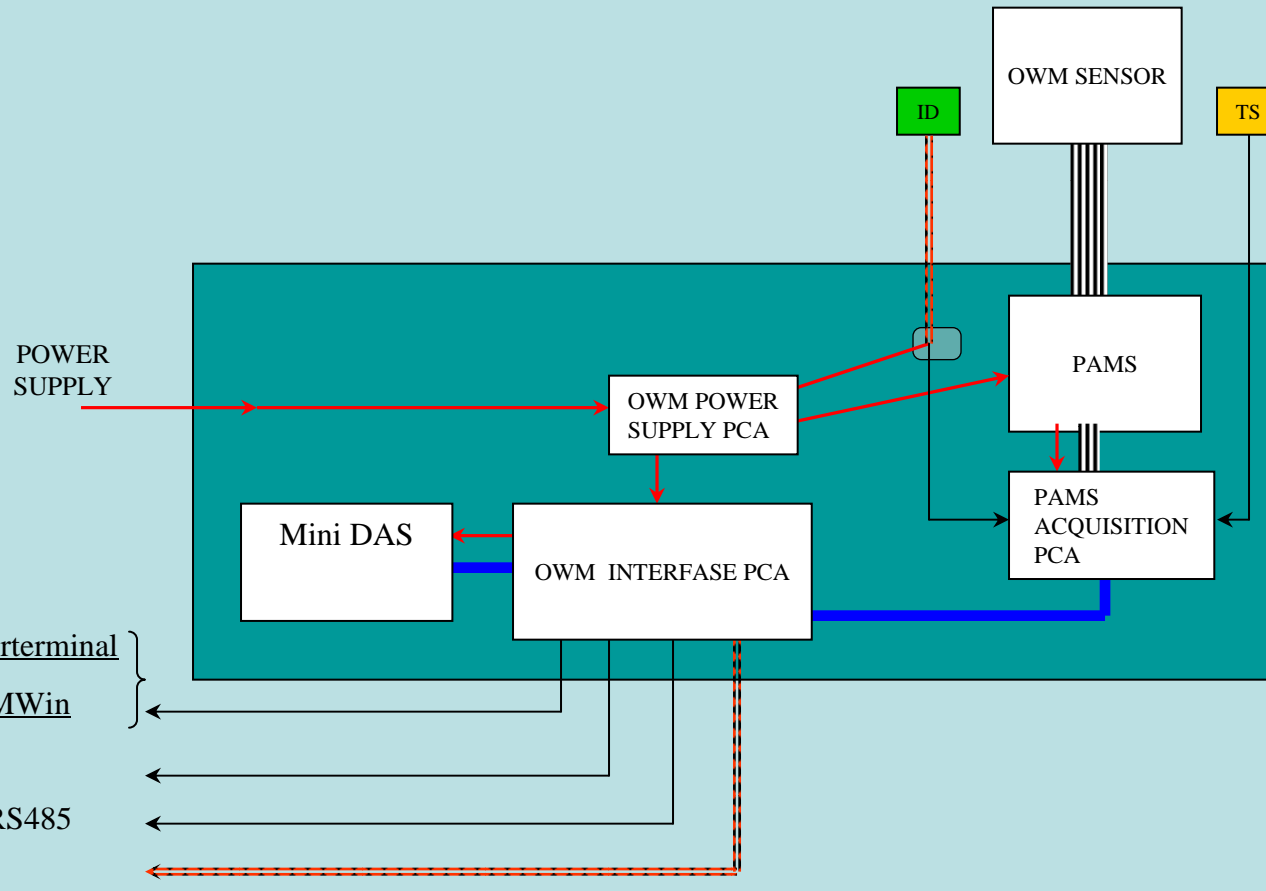 OWM SENSOR
ID
TS
POWER
SUPPLY
PAMS
OWM POWER
SUPPLY PCA
PAMS
ACQUISITION
PCA
Mini DAS
OWM INTERFASE PCA
rterminal
MWin
RS485